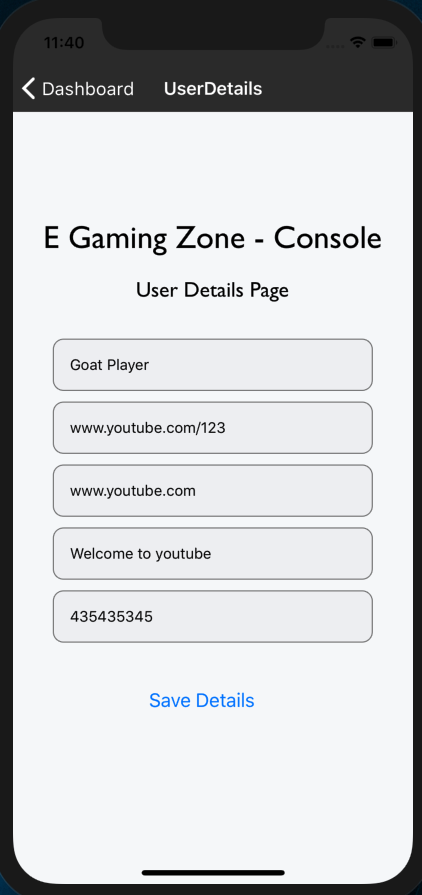 11:40
Dashboard UserDetails
E Gaming Zone - Console
User Details Page
Goat Player
www.youtube.com/123
www.youtube.com
Welcome to youtube
435435345
Save Details